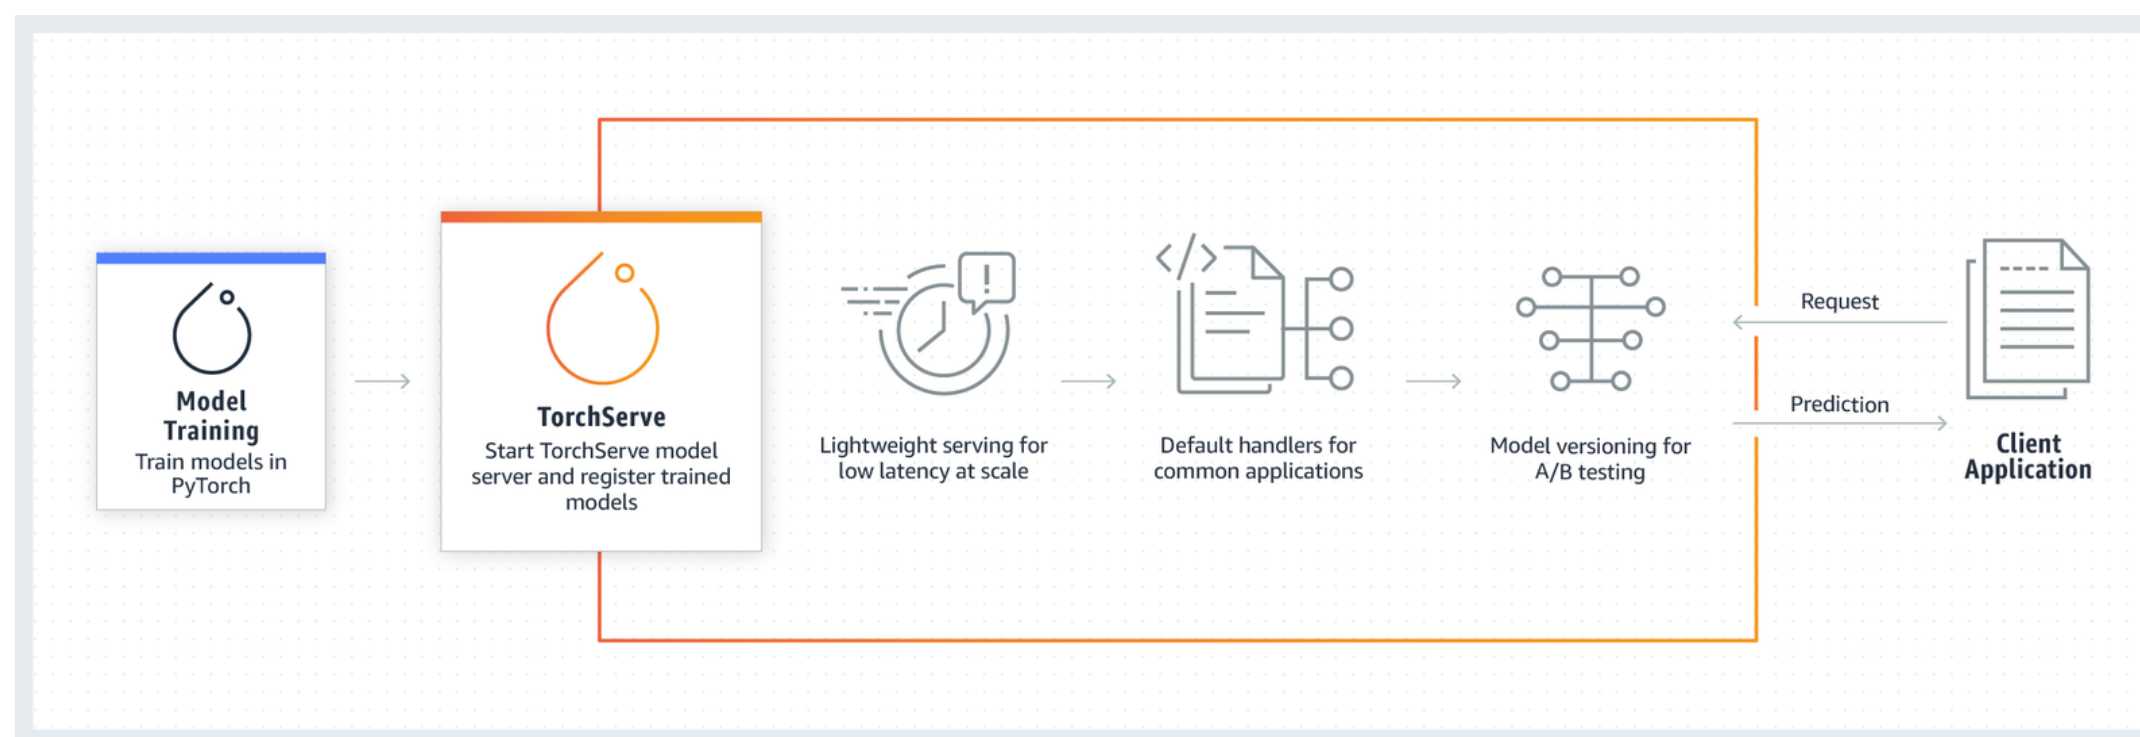 Model
Training
Train models in
PyTorch
TorchServe
Start TorchServe model
server and register trained
models
Lightweight serving for
low latency at scale
Default handlers for
common applications
Model versioning for
A/B testing
Request
Prediction
Client
Application